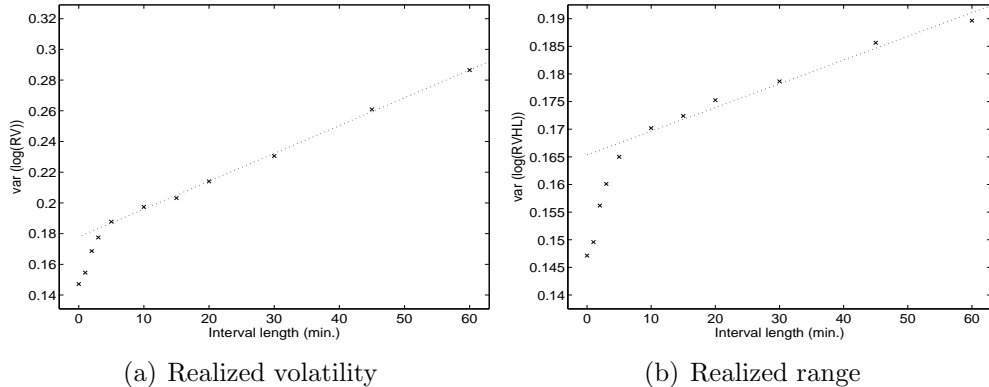 0.32
0.3
0.28
0.26
0.24
0.22
0.2
0.18
0.16
0.14
var (log(RV))
0 10 20 30 40 50 60
Interval length (min.)
(a) Realized volatility
0.19
0.185
0.18
0.175
0.17
0.165
0.16
0.155
0.15
0.145
0.14
var (log(RVHL))
0 10 20 30 40 50 60
Interval length (min.)
(b) Realized range